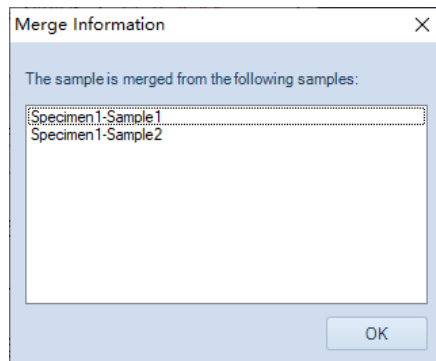 Merge Information
The sample is merged from the following samples:
Specimen1-Sample1
Specimen1-Sample2
OK